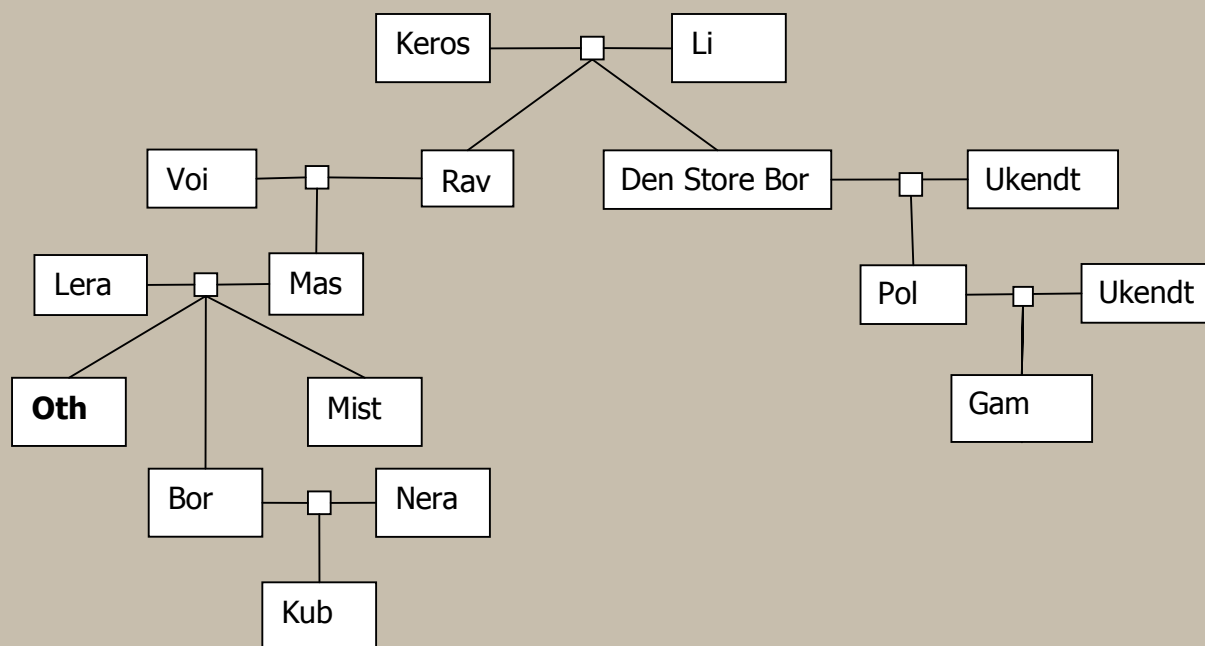 Keros
Li
Voi
Rav
Den Store Bor
Ukendt
Lera
Mas
Pol
Ukendt
Oth
Mist
Gam
Bor
Nera
Kub